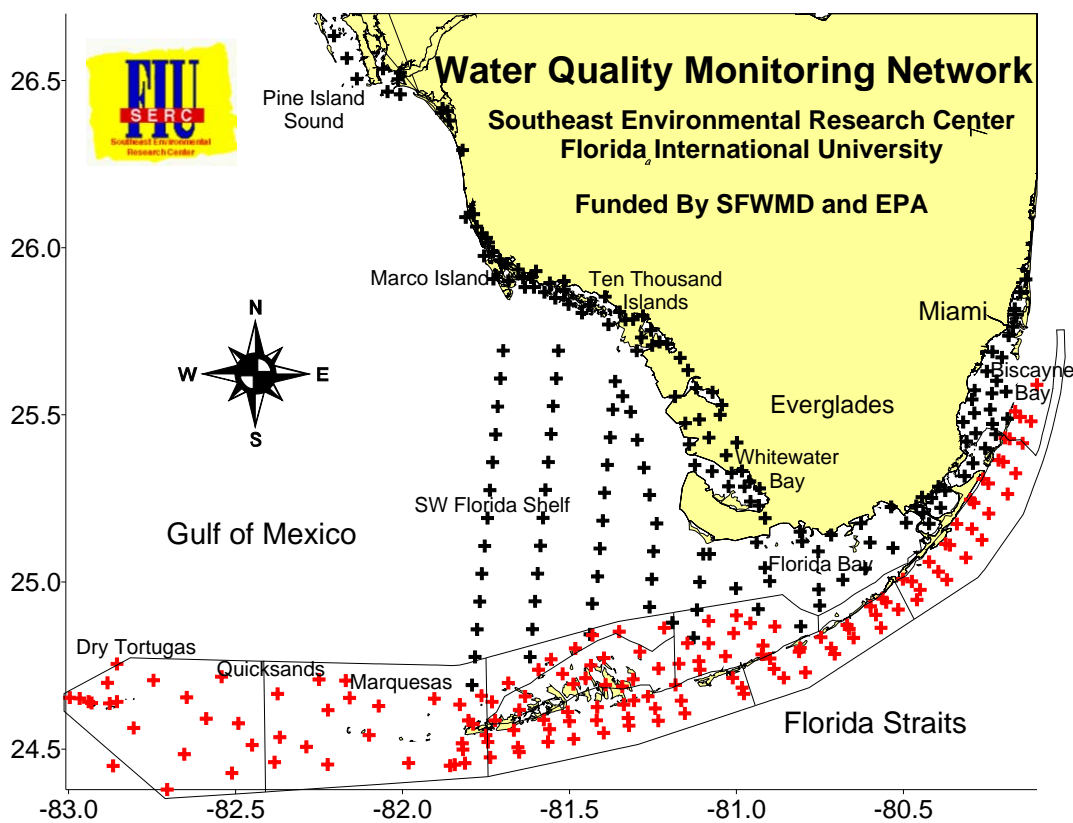 26.5
26.0
25.5
25.0
24.5
-83.0
-82.5
-82.0
-81.5
-81.0
-80.5
FIU
SERC
Southeast Environmental
Research Center
Water Quality Monitoring Network
Southeast Environmental Research Center
Florida International University
Funded By SFWMD and EPA
Pine Island
Sound
Marco Island
Ten Thousand
Islands
Miami
Biscayne
Bay
N
W
E
S
Everglades
Whitewater
Bay
SW Florida Shelf
Gulf of Mexico
Florida Bay
Dry Tortugas
Quicksands
Marquesas
Florida Straits